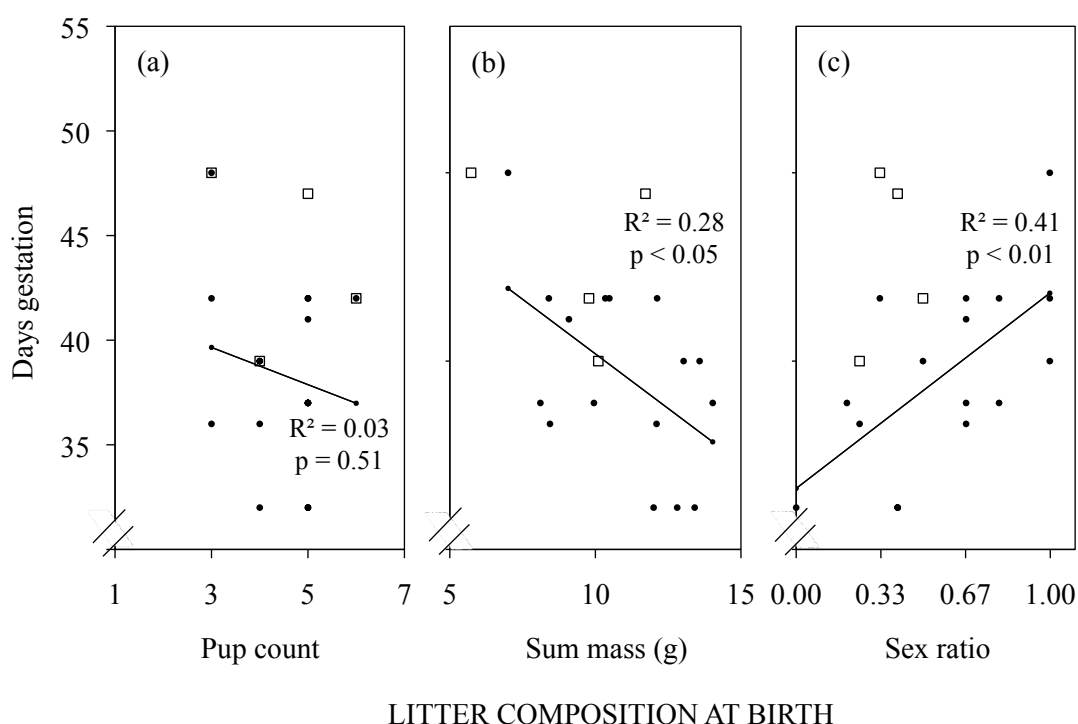 55
50
45
40
35
Days gestation
(a)
R² = 0.03
p = 0.51
1 3 5 7
Pup count
(b)
R² = 0.28
p < 0.05
5 10 15
Sum mass (g)
(c)
R² = 0.41
p < 0.01
0.00 0.33 0.67 1.00
Sex ratio
LITTER COMPOSITION AT BIRTH